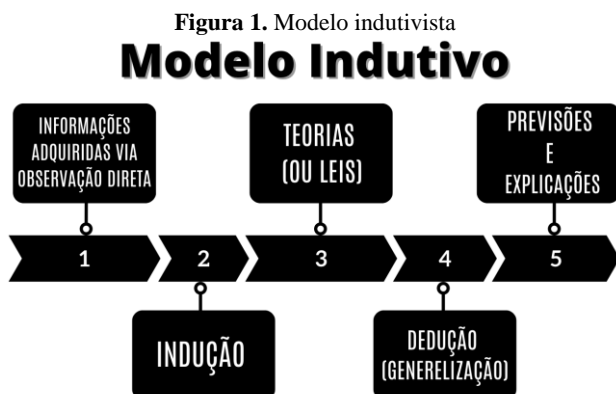 Figura 1. Modelo indutivista
Modelo Indutivo
INFORMAÇÕES
ADQUIRIDAS VIA
OBSERVAÇÃO DIRETA
TEORIAS
(OU LEIS)
PREVISÕES
E
EXPLICAÇÕES
1 2 3 4 5
INDUÇÃO
DEDUÇÃO
(GENERELIZAÇÃO)